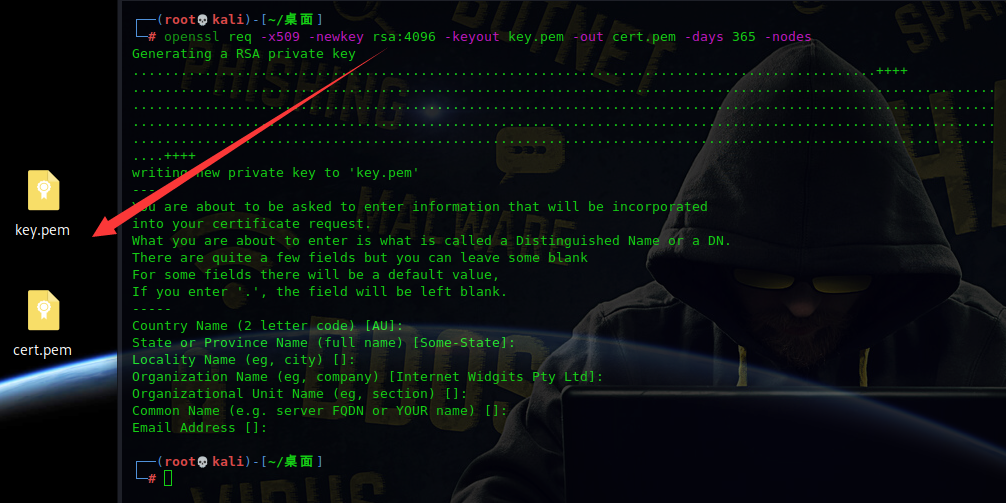 ┌──(root💀kali)-[~/桌面]
└─# openssl req -x509 -newkey rsa:4096 -keyout key.pem -out cert.pem -days 365 -nodes
Generating a RSA private key
.............................................................................................++++
............................................................................................................
............................................................................................................
............................................................................................................
............................................................................................................
....++++
writing new private key to 'key.pem'
-----
You are about to be asked to enter information that will be incorporated
into your certificate request.
What you are about to enter is what is called a Distinguished Name or a DN.
There are quite a few fields but you can leave some blank
For some fields there will be a default value,
If you enter '.', the field will be left blank.
-----
Country Name (2 letter code) [AU]:
State or Province Name (full name) [Some-State]:
Locality Name (eg, city) []:
Organization Name (eg, company) [Internet Widgits Pty Ltd]:
Organizational Unit Name (eg, section) []:
Common Name (e.g. server FQDN or YOUR name) []:
Email Address []:
┌──(root💀kali)-[~/桌面]
└─#
key.pem
cert.pem
BOTNET
PHISHING
MALWARE
DDOS
VIRUS